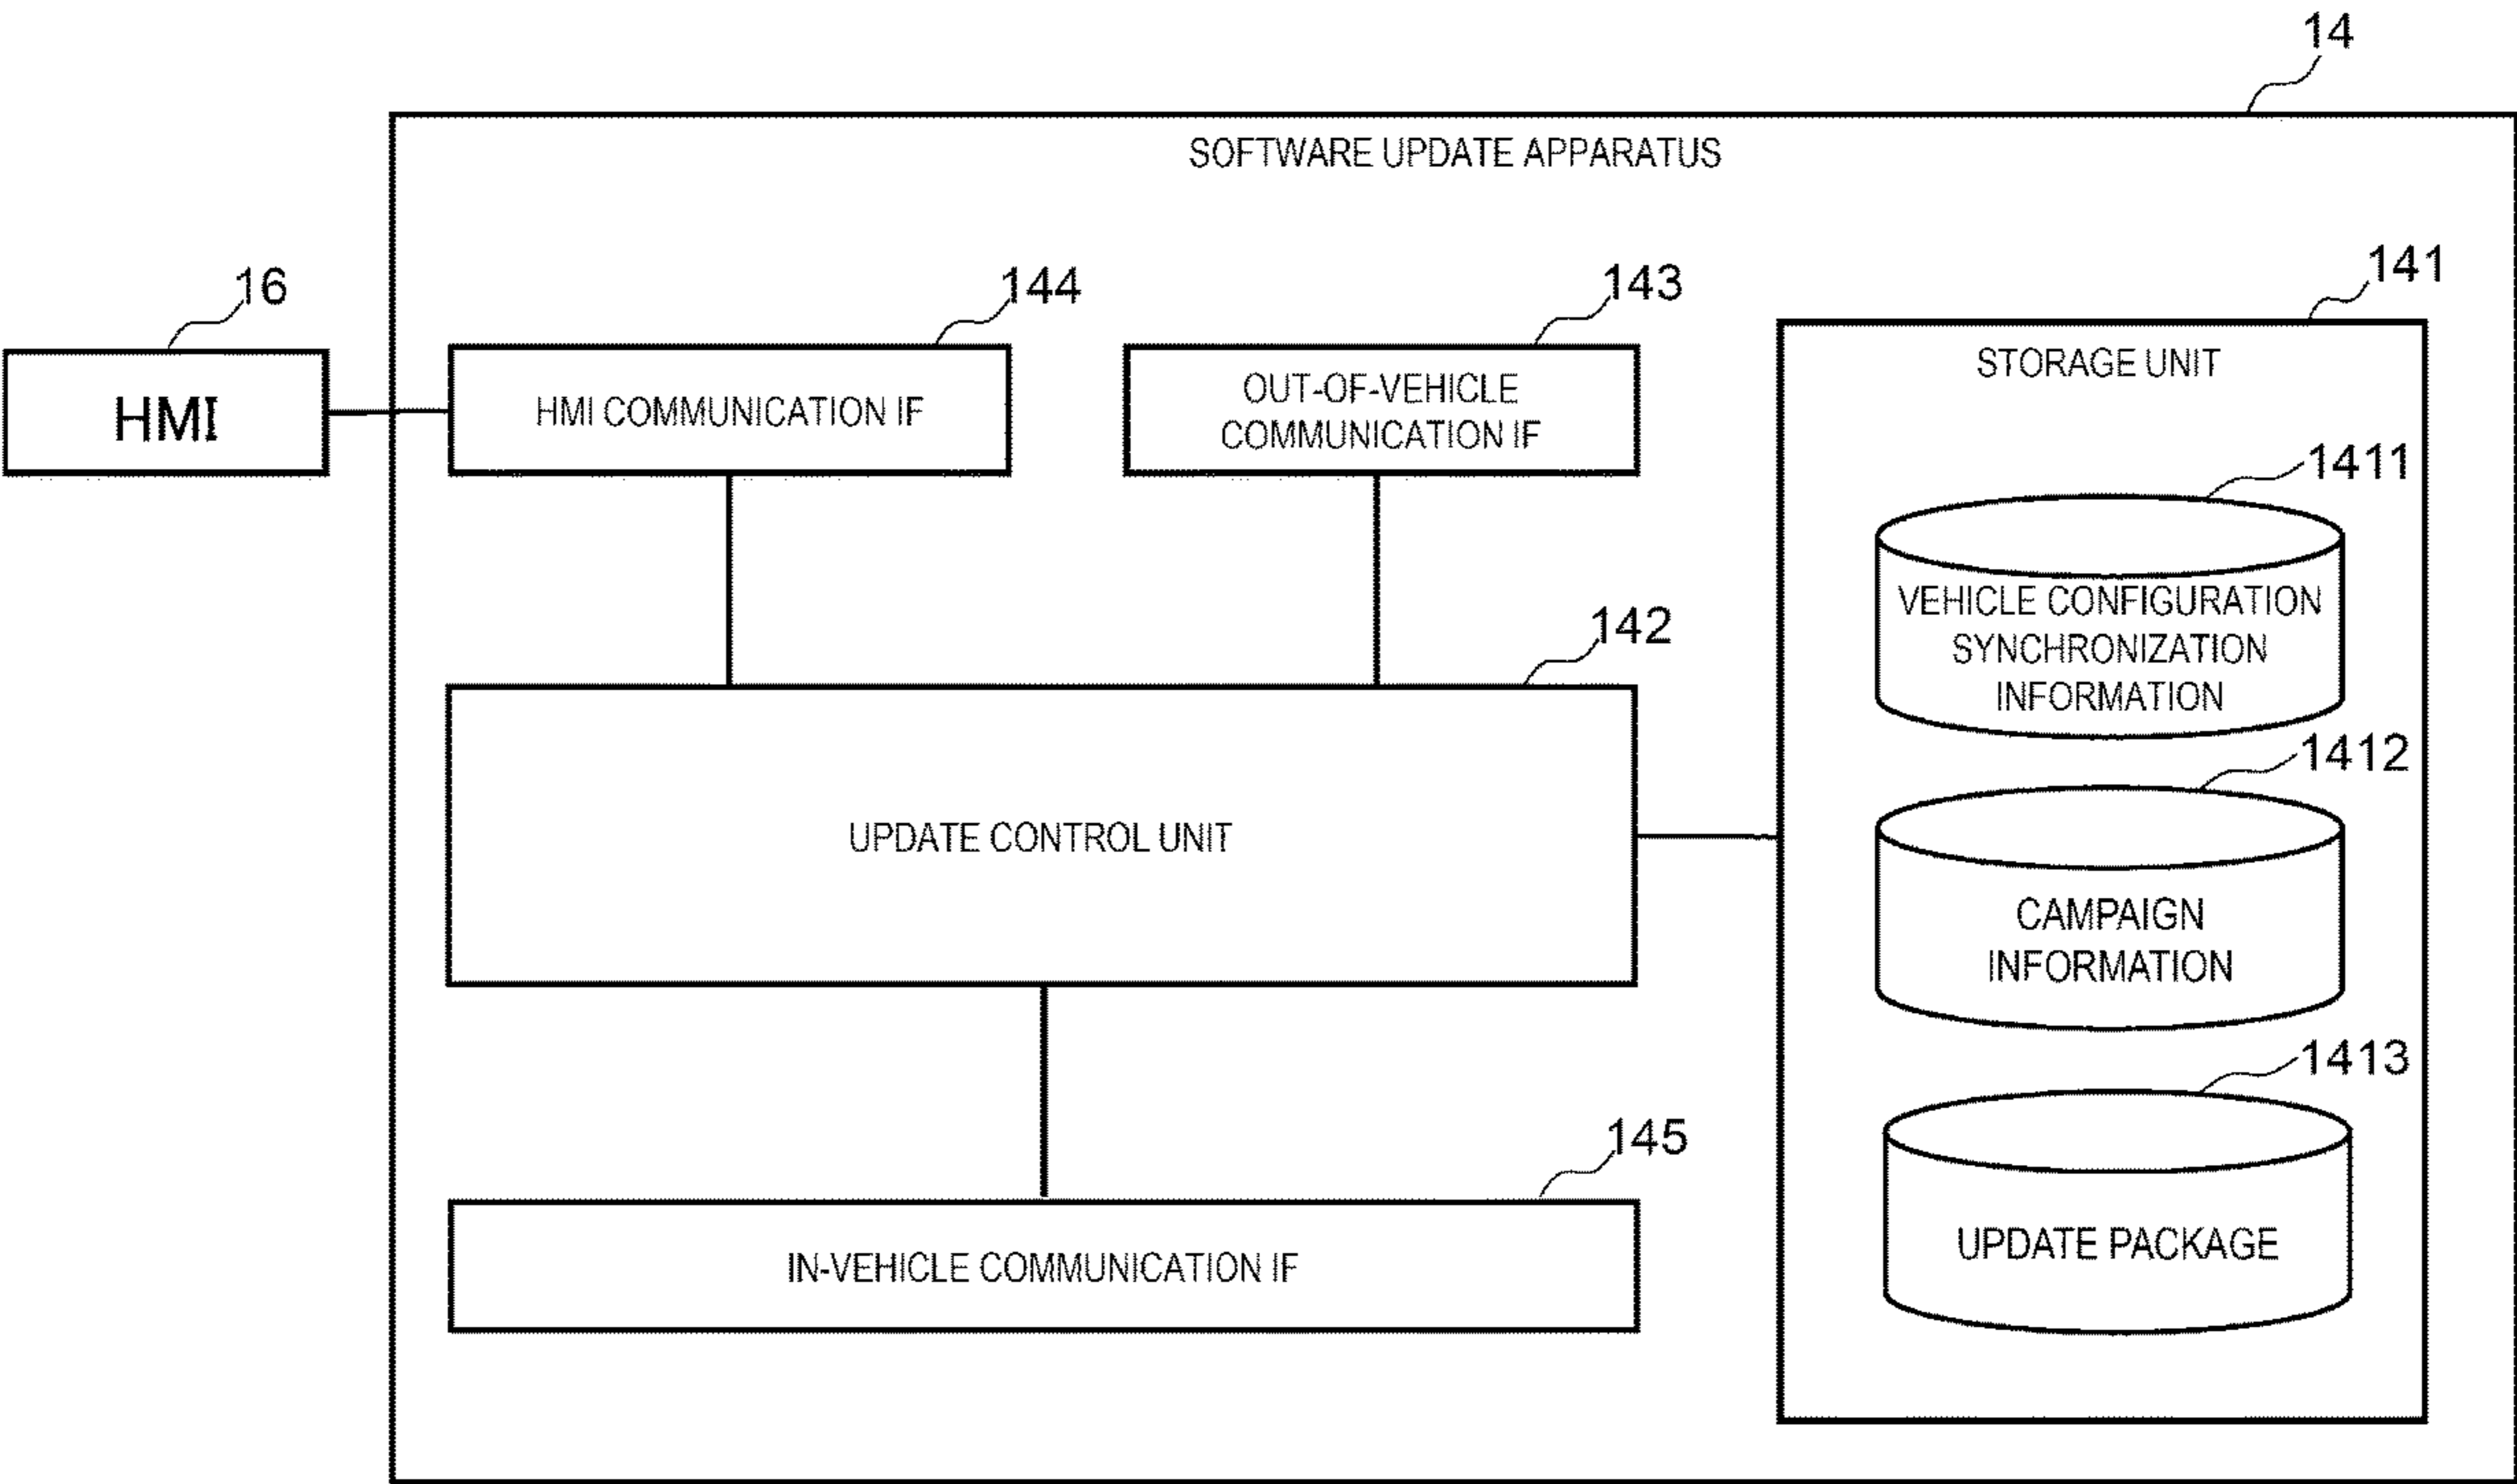 14
SOFTWARE UPDATE APPARATUS
16
144
143
141
HMI
HMI COMMUNICATION IF
OUT-OF-VEHICLE
COMMUNICATION IF
STORAGE UNIT
1411
VEHICLE CONFIGURATION
SYNCHRONIZATION
INFORMATION
142
UPDATE CONTROL UNIT
1412
CAMPAIGN
INFORMATION
1413
UPDATE PACKAGE
145
IN-VEHICLE COMMUNICATION IF